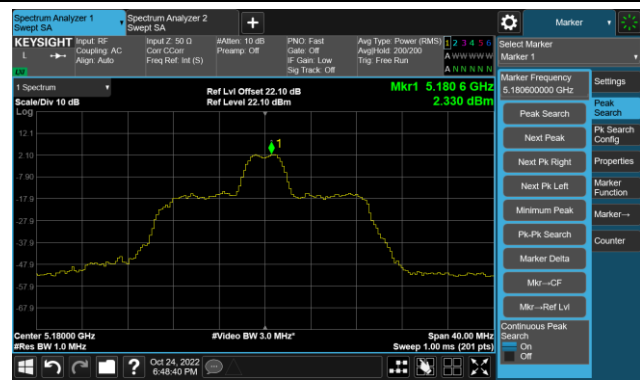 Spectrum Analyzer 1
Swept SA
Spectrum Analyzer 2
Swept SA
+
Marker
KEYSIGHT
L
LW
Input: RF
Coupling: AC
Align: Auto
Input Z: 50 Ω
Corr CCorr
Freq Ref: Int (S)
#Atten: 10 dB
Preamp: Off
PNO: Fast
Gate: Off
IF Gain: Low
Sig Track: Off
Avg Type: Power (RMS)
Avg|Hold: 200/200
Trig: Free Run
1 2 3 4 5 6
A W W W W W
A N N N N N
Select Marker
Marker 1
1 Spectrum
Scale/Div 10 dB
Ref Lvl Offset 22.10 dB
Ref Level 22.10 dBm
Mkr1 5.180 6 GHz
2.330 dBm
Log
12.1
2.10
-7.90
-17.9
-27.9
-37.9
-47.9
-57.9
-67.9
1
Center 5.18000 GHz
#Res BW 1.0 MHz
#Video BW 3.0 MHz*
Span 40.00 MHz
Sweep 1.00 ms (201 pts)
Marker Frequency
5.180600000 GHz
Peak Search
Next Peak
Next Pk Right
Next Pk Left
Minimum Peak
Pk-Pk Search
Marker Delta
Mkr→CF
Mkr→Ref Lvl
Continuous Peak
Search
On
Off
Settings
Peak
Search
Pk Search
Config
Properties
Marker
Function
Marker→
Counter
?
Oct 24, 2022
6:48:40 PM